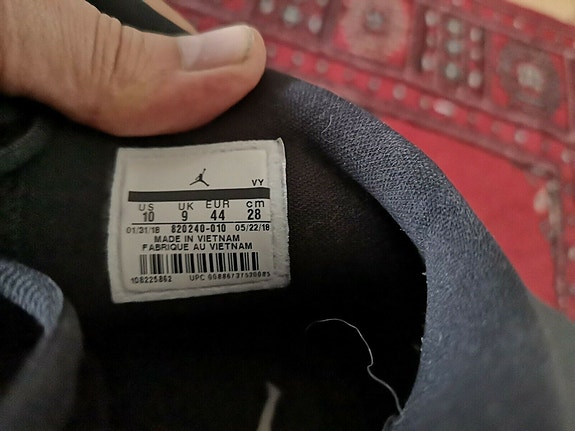 VY
US UK EUR cm
10 9 44 28
01/31/18 820240-010 05/22/18
MADE IN VIETNAM
FABRIQUE AU VIETNAM
108225862 UPC 00886737520085